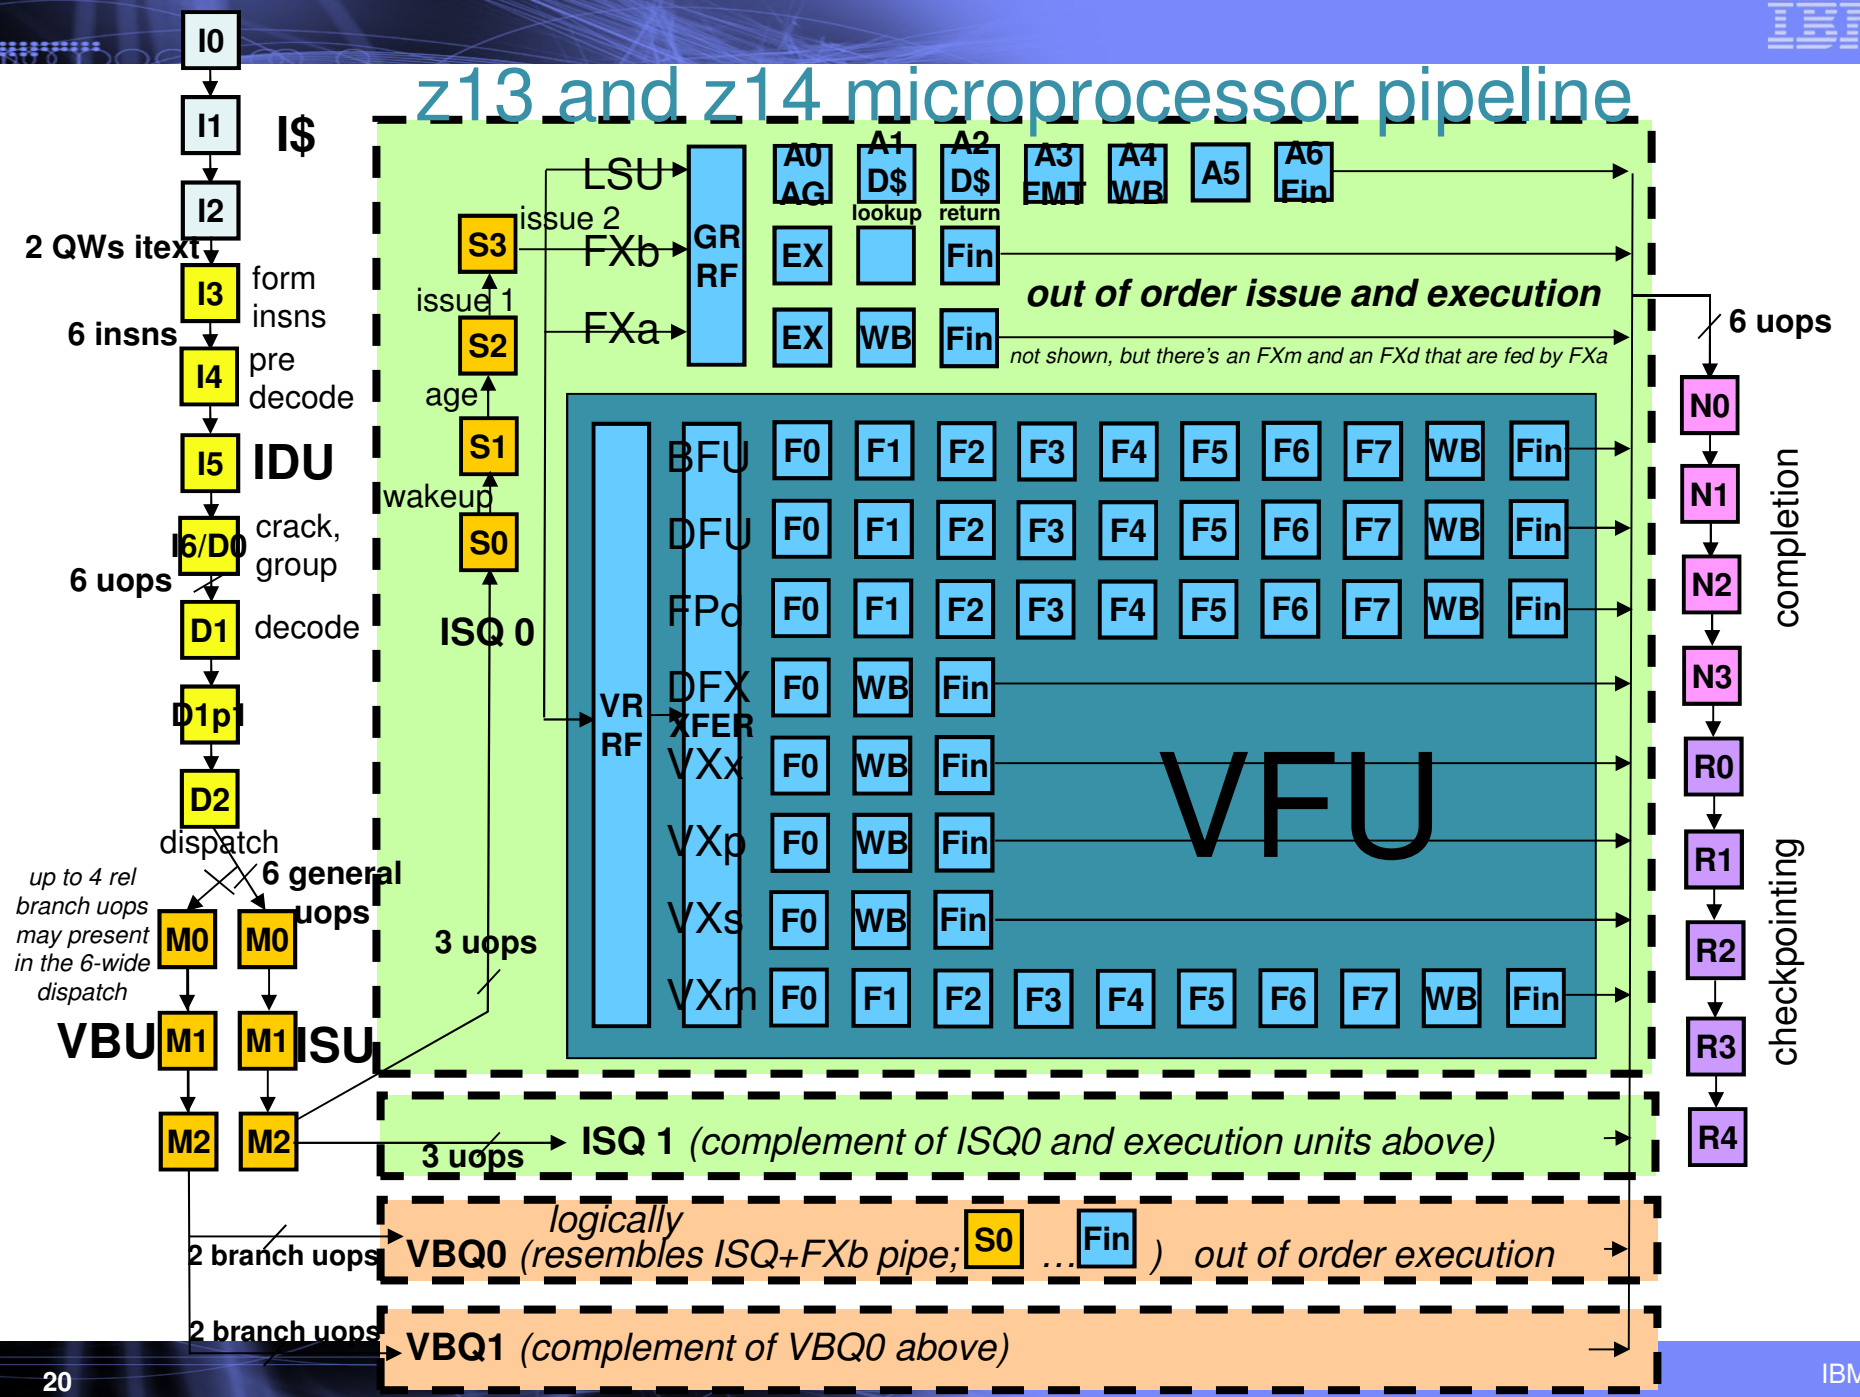 IBM
z13 and z14 microprocessor pipeline
I0
I1
I$
I2
2 QWs itext
I3
form
insns
6 insns
I4
pre
decode
I5
IDU
I6/D0
crack,
group
6 uops
D1
decode
D1p1
D2
dispatch
6 general
uops
up to 4 rel
branch uops
may present
in the 6-wide
dispatch
M0
M0
VBU
M1
M1
ISU
M2
M2
3 uops
3 uops
2 branch uops
2 branch uops
S3
issue 2
issue 1
S2
age
S1
wakeup
S0
ISQ 0
LSU
FXb
FXa
GR
RF
A0
AG
A1
D$
lookup
A2
D$
return
A3
FMT
A4
WB
A5
A6
Fin
EX
Fin
out of order issue and execution
EX
WB
Fin
not shown, but there's an FXm and an FXd that are fed by FXa
VR
RF
XFER
BFU
F0
F1
F2
F3
F4
F5
F6
F7
WB
Fin
DFU
F0
F1
F2
F3
F4
F5
F6
F7
WB
Fin
FPd
F0
F1
F2
F3
F4
F5
F6
F7
WB
Fin
DFX
F0
WB
Fin
VXx
F0
WB
Fin
VXp
F0
WB
Fin
VXs
F0
WB
Fin
VXm
F0
F1
F2
F3
F4
F5
F6
F7
WB
Fin
VFU
6 uops
N0
N1
N2
N3
completion
R0
R1
R2
R3
R4
checkpointing
ISQ 1 (complement of ISQ0 and execution units above)
logically
VBQ0 (resembles ISQ+FXb pipe; S0 ... Fin ) out of order execution
VBQ1 (complement of VBQ0 above)
20
IBM